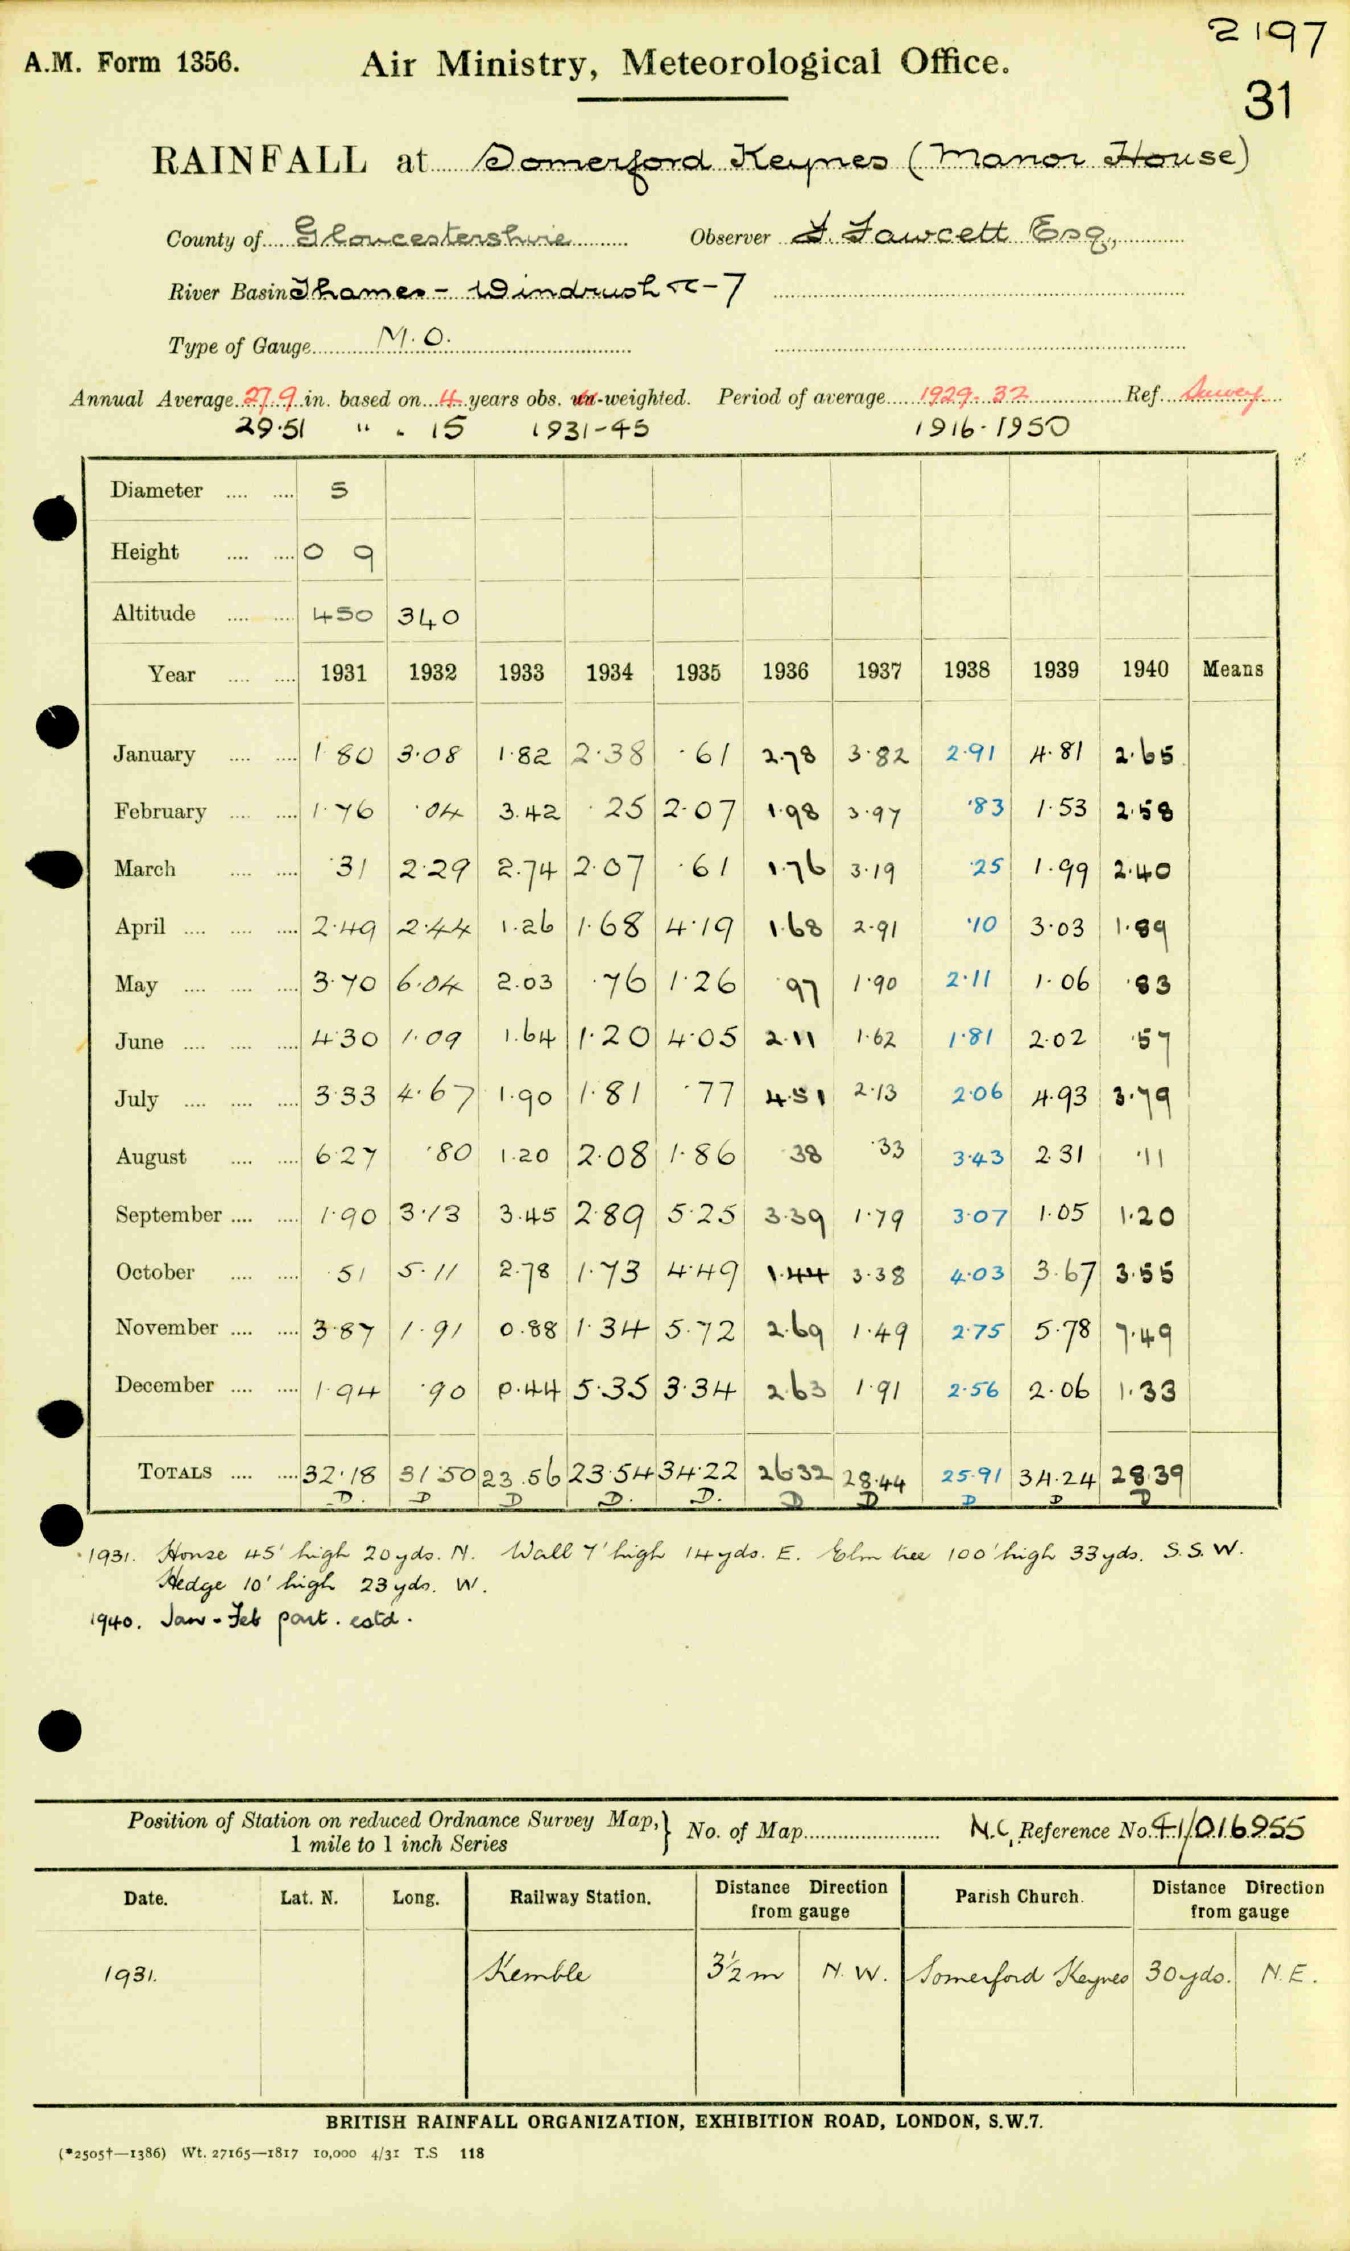 2197
A.M. Form 1356. Air Ministry, Meteorological Office.
31
RAINFALL at Somerford Keynes (Manor House)
County of Gloucestershire Observer F. Fawcett Esq.,
River Basin Thames - Windrush - 7
Type of Gauge M.O.
Annual Average 27.9 in. based on 4 years obs. -weighted. Period of average 1929-32 Ref.
29.51 " . 15 1931-45 1916-1950
Diameter .... .... 5
Height .... .... 0 9
Altitude .... .... 450 340
Year .... .... 1931 1932 1933 1934 1935 1936 1937 1938 1939 1940 Means
January .... .... 1.80 3.08 1.82 2.38 .61 2.78 3.82 2.91 4.81 2.65
February .... .... 1.76 .04 3.42 .25 2.07 1.98 3.97 .83 1.53 2.58
March .... .... .31 2.29 2.74 2.07 .61 1.76 3.19 .25 1.99 2.40
April .... .... .... 2.49 2.44 1.26 1.68 4.19 1.68 2.91 .10 3.03 1.89
May .... .... .... 3.70 6.04 2.03 .76 1.26 .97 1.90 2.11 1.06 .83
June .... .... .... 4.30 1.09 1.64 1.20 4.05 2.11 1.62 1.81 2.02 .57
July .... .... .... 3.33 4.67 1.90 1.81 .77 4.51 2.13 2.06 4.93 3.79
August .... .... 6.27 .80 1.20 2.08 1.86 .38 .33 3.43 2.31 .11
September .... .... 1.90 3.13 3.45 2.89 5.25 3.39 1.79 3.07 1.05 1.20
October .... .... .51 5.11 2.78 1.73 4.49 1.44 3.38 4.03 3.67 3.55
November .... .... 3.87 1.91 0.88 1.34 5.72 2.69 1.49 2.75 5.78 7.49
December .... .... 1.94 .90 0.44 5.35 3.34 2.63 1.91 2.56 2.06 1.33
TOTALS .... .... 32.18 31.50 23.56 23.54 34.22 26.32 28.44 25.91 34.24 28.39
D. D D D. D. D D D D D
1931. House 45' high 20yds. N. Wall 7' high 14yds. E. Elm tree 100' high 33yds. S.S.W.
Hedge 10' high 23yds. W.
1940. Jan-Feb part. estd.
Position of Station on reduced Ordnance Survey Map,} No. of Map N.G. Reference No. 41/016955
1 mile to 1 inch Series
Date. Lat. N. Long. Railway Station. Distance from gauge Direction Parish Church. Distance from gauge Direction
1931. Kemble 3½m N.W. Somerford Keynes 30yds. N.E.
BRITISH RAINFALL ORGANIZATION, EXHIBITION ROAD, LONDON, S.W.7.
(*2505†—1386) Wt. 27165—1817 10,000 4/31 T.S 118